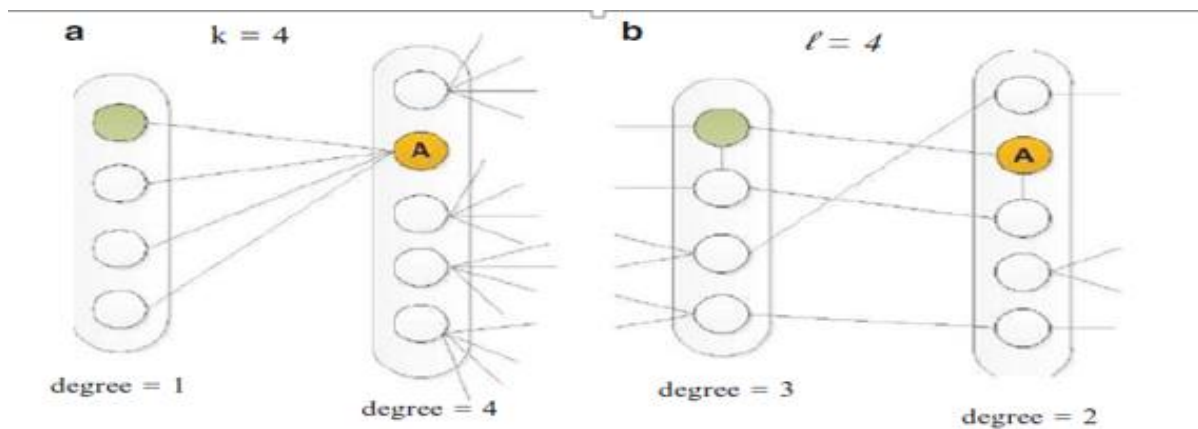 a
k = 4
A
degree = 1
degree = 4
b
ℓ = 4
A
degree = 3
degree = 2